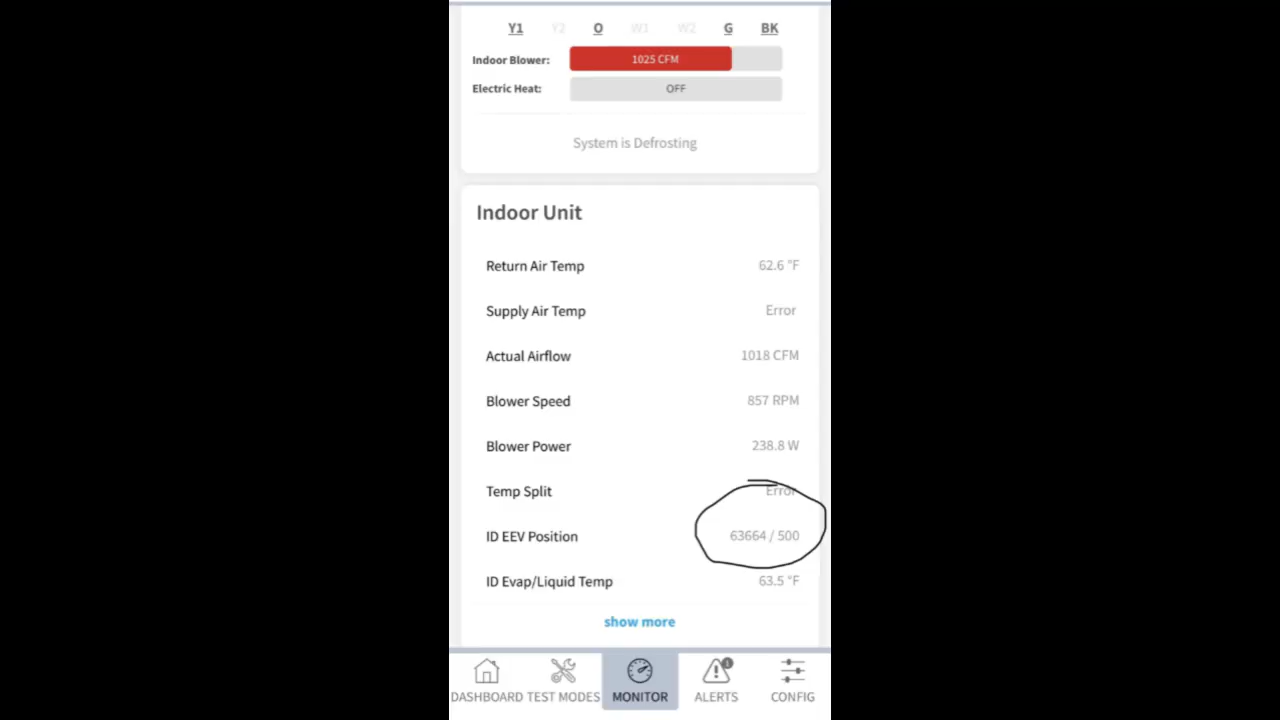 Y1 Y2 O W1 W2 G BK
Indoor Blower: 1025 CFM
Electric Heat: OFF
System is Defrosting
Indoor Unit
Return Air Temp 62.6 °F
Supply Air Temp Error
Actual Airflow 1018 CFM
Blower Speed 857 RPM
Blower Power 238.8 W
Temp Split Error
ID EEV Position 63664 / 500
ID Evap/Liquid Temp 63.5 °F
show more
DASHBOARD TEST MODES MONITOR ALERTS 1 CONFIG